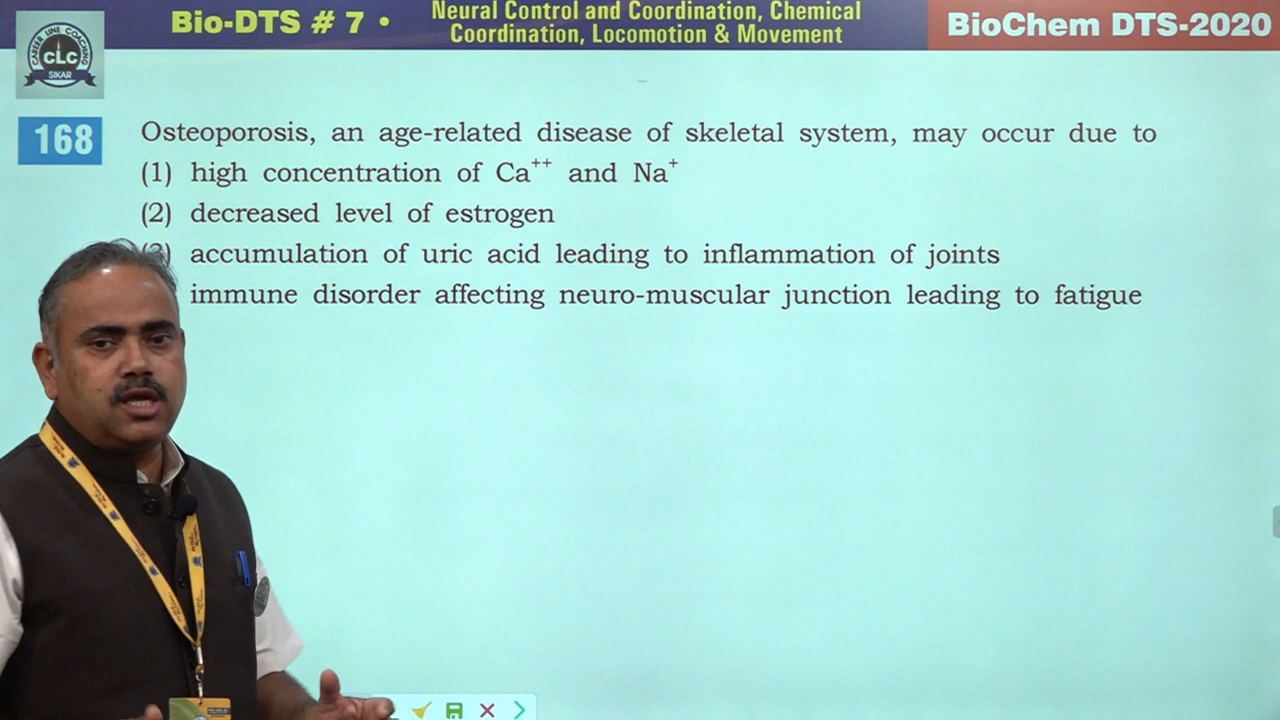 Bio-DTS # 7 •
Neural Control and Coordination, Chemical
Coordination, Locomotion & Movement
BioChem DTS-2020
CAREER LINE COACHING
CLC
SIKAR
168
Osteoporosis, an age-related disease of skeletal system, may occur due to
(1) high concentration of Ca⁺⁺ and Na⁺
(2) decreased level of estrogen
accumulation of uric acid leading to inflammation of joints
immune disorder affecting neuro-muscular junction leading to fatigue